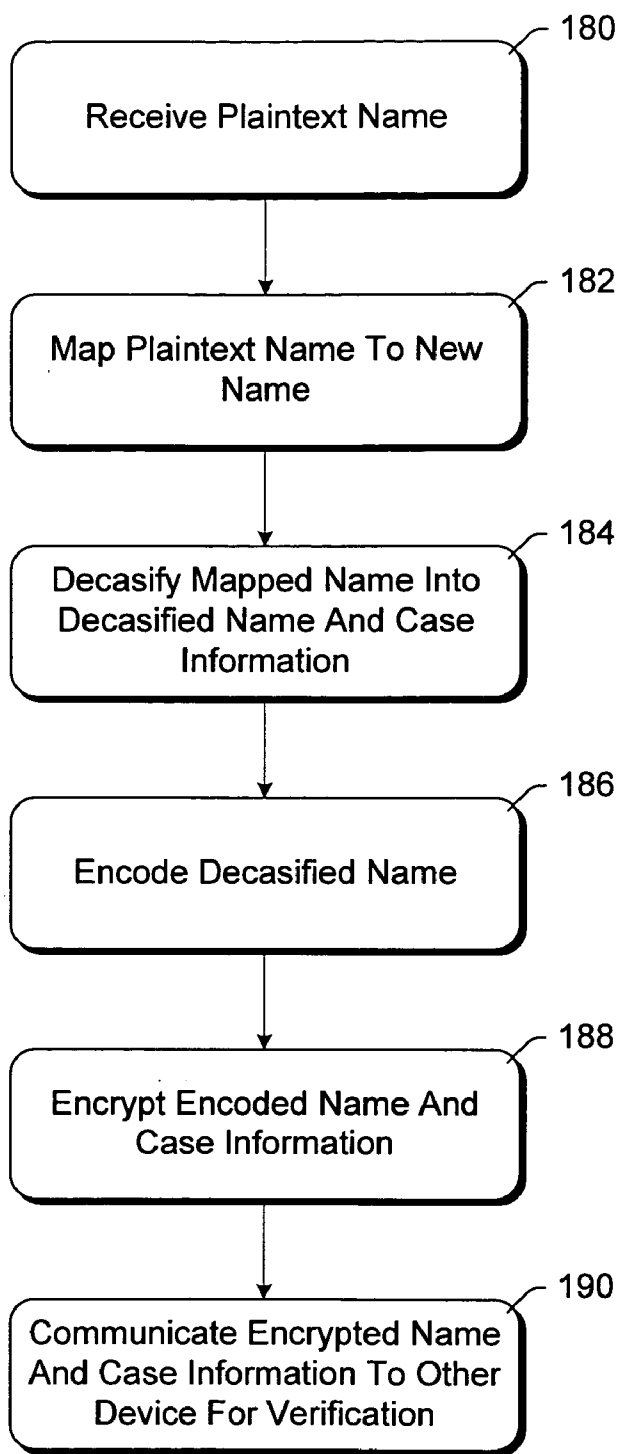 180
Receive Plaintext Name
182
Map Plaintext Name To New
Name
184
Decasify Mapped Name Into
Decasified Name And Case
Information
186
Encode Decasified Name
188
Encrypt Encoded Name And
Case Information
190
Communicate Encrypted Name
And Case Information To Other
Device For Verification